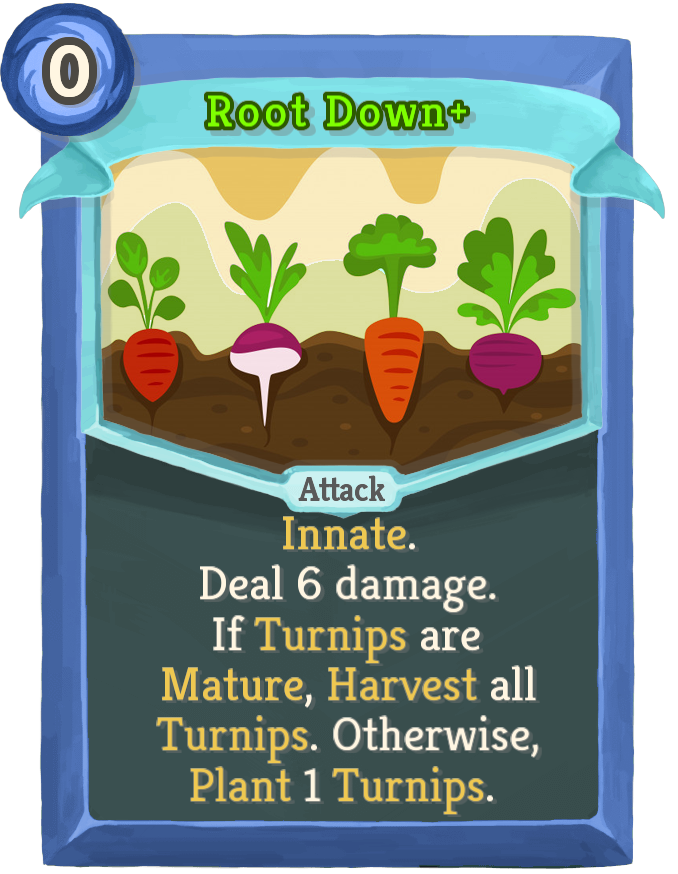 0
Root Down+
Attack
Innate.
Deal 6 damage.
If Turnips are
Mature, Harvest all
Turnips. Otherwise,
Plant 1 Turnips.